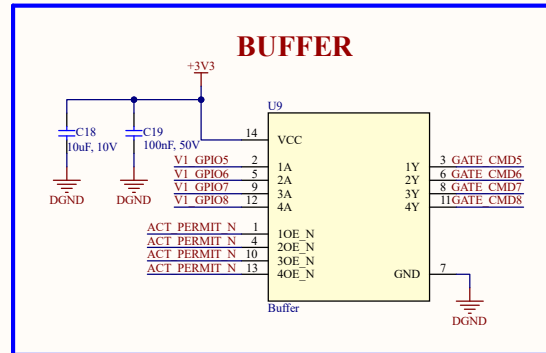 BUFFER
+3V3
U9
C18
10uF, 10V
C19
100nF, 50V
DGND
DGND
14 VCC
V1_GPIO5 2 1A 1Y 3 GATE_CMD5
V1_GPIO6 5 2A 2Y 6 GATE_CMD6
V1_GPIO7 9 3A 3Y 8 GATE_CMD7
V1_GPIO8 12 4A 4Y 11 GATE_CMD8
ACT_PERMIT_N 1 1OE_N
ACT_PERMIT_N 4 2OE_N
ACT_PERMIT_N 10 3OE_N
ACT_PERMIT_N 13 4OE_N GND 7
Buffer
DGND